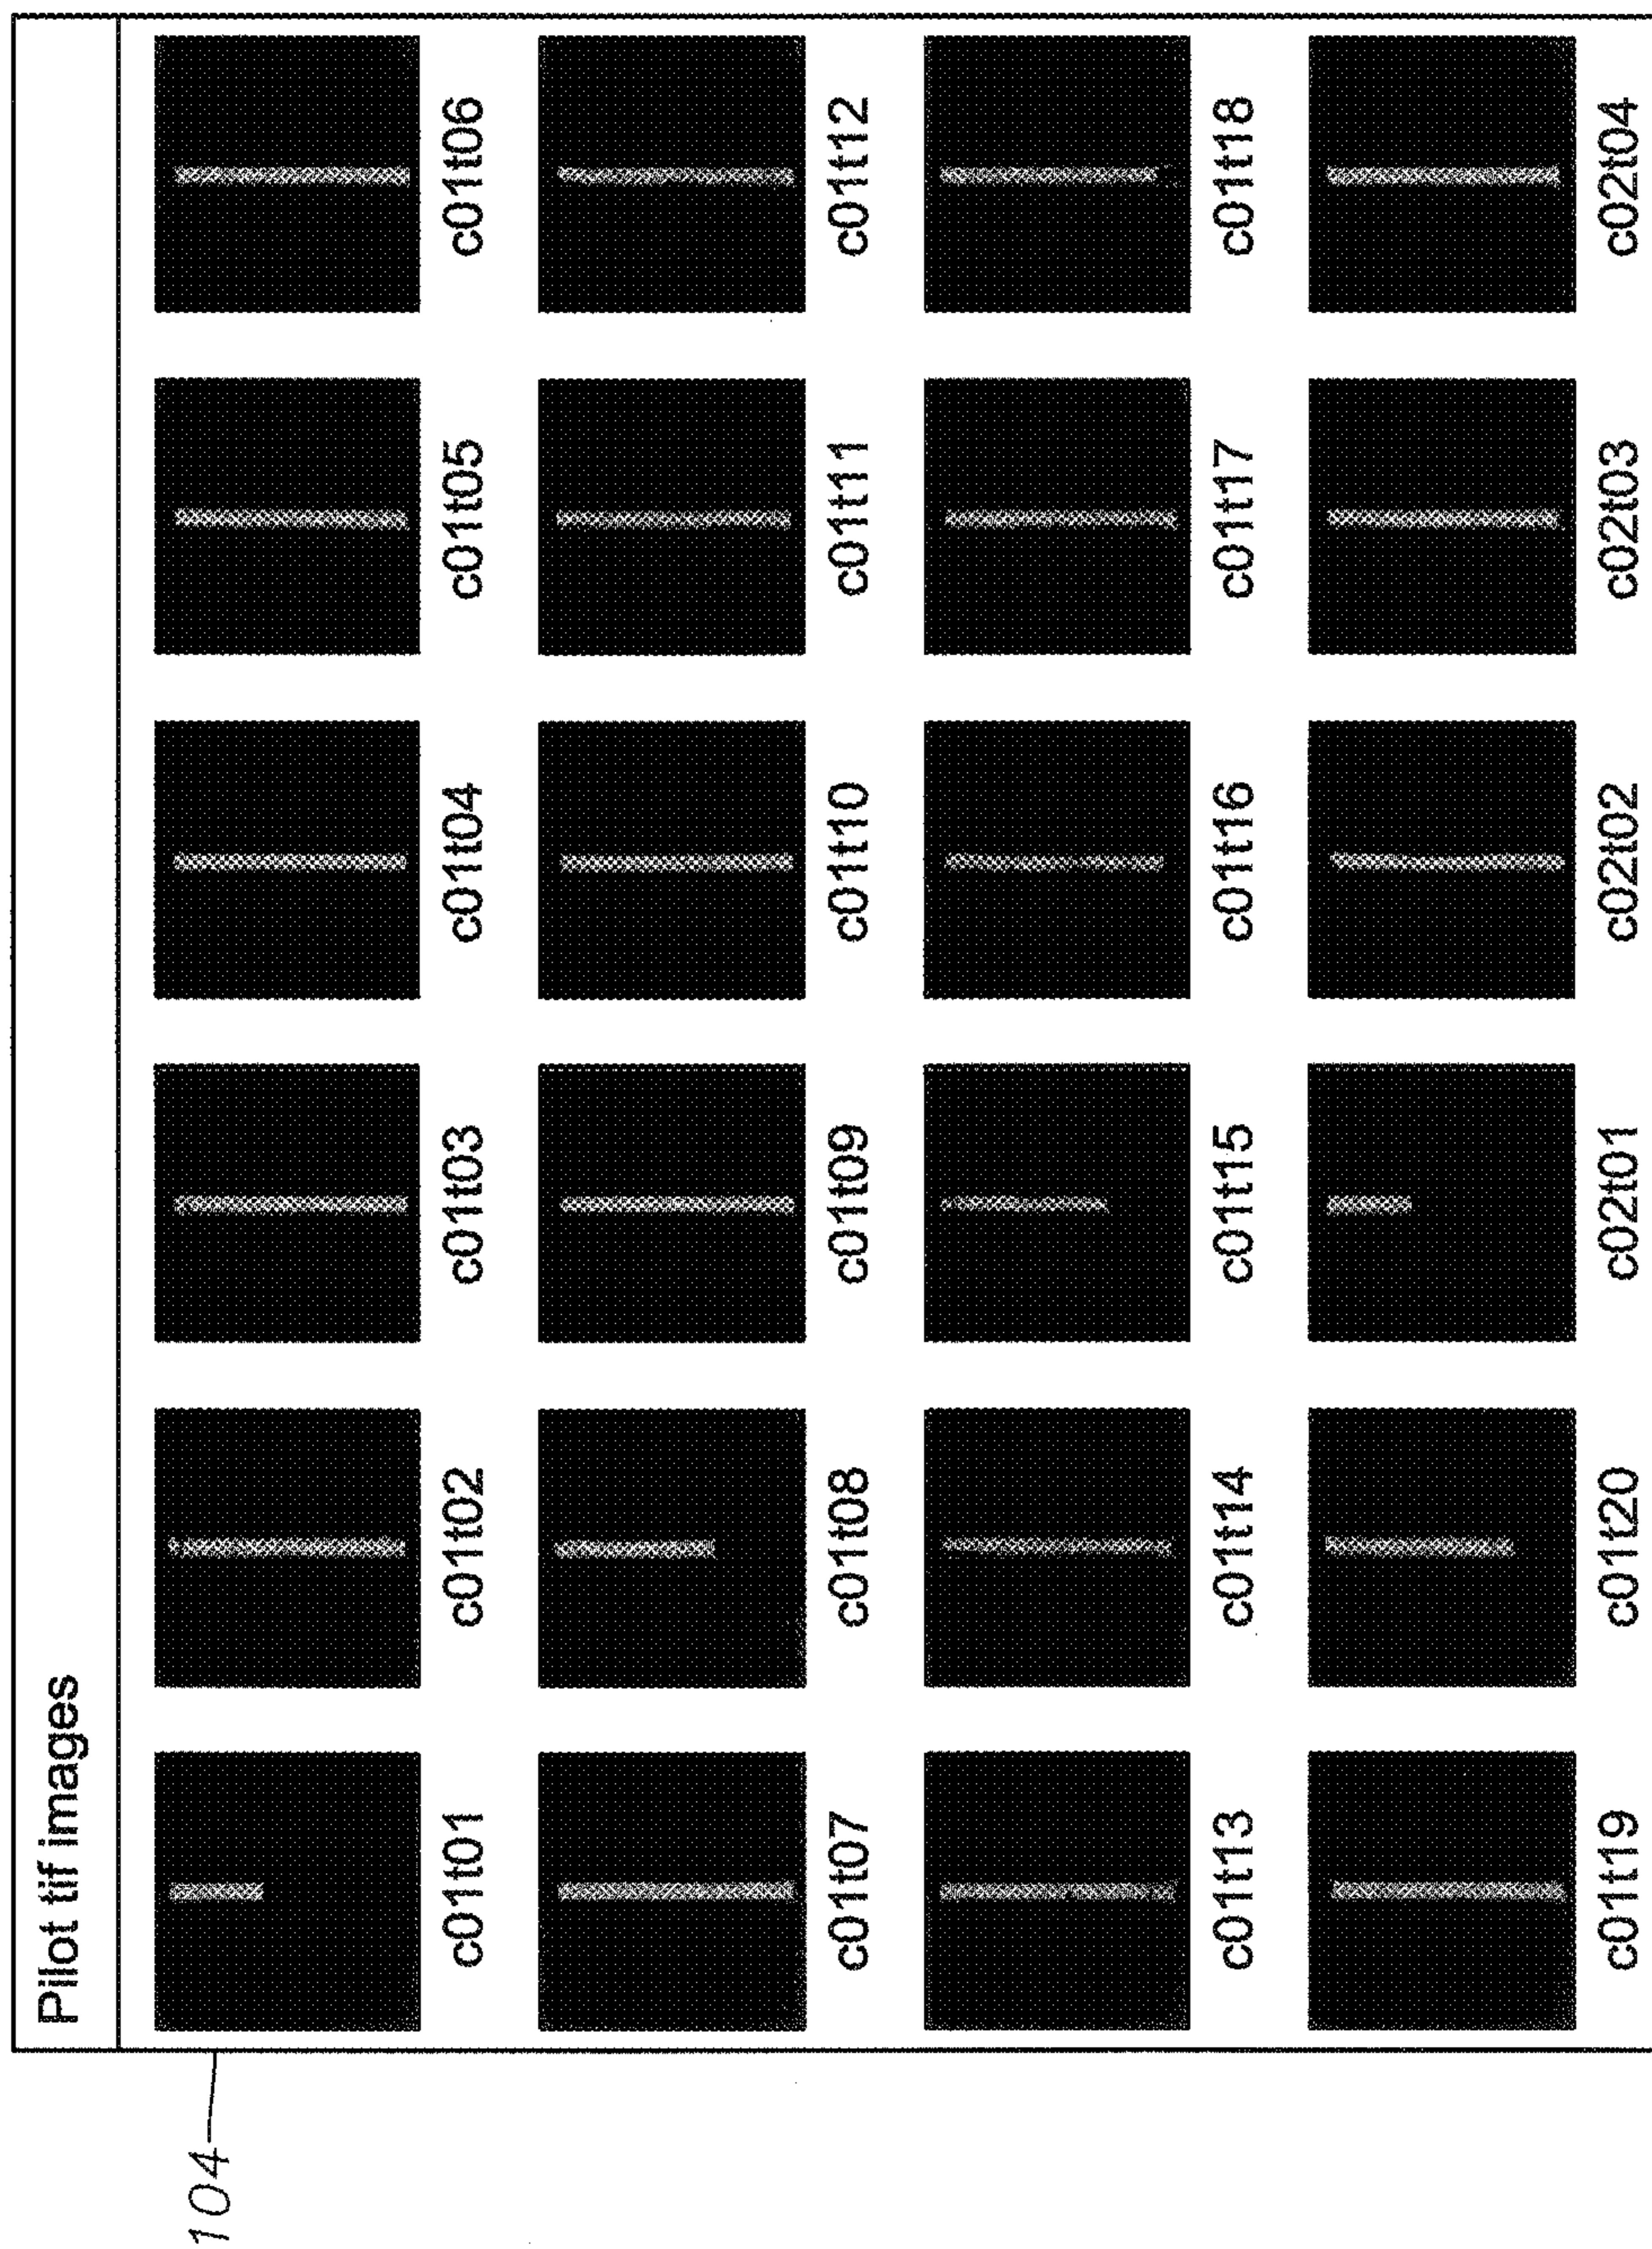 Pilot tif images
104
c01t01 c01t02 c01t03 c01t04 c01t05 c01t06
c01t07 c01t08 c01t09 c01t10 c01t11 c01t12
c01t13 c01t14 c01t15 c01t16 c01t17 c01t18
c01t19 c01t20 c02t01 c02t02 c02t03 c02t04